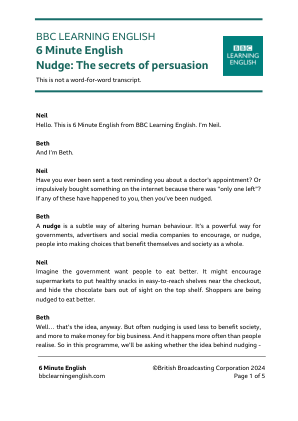 BBC LEARNING ENGLISH
6 Minute English
Nudge: The secrets of persuasion
This is not a word-for-word transcript.
BBC
LEARNING
ENGLISH
Neil
Hello. This is 6 Minute English from BBC Learning English. I'm Neil.
Beth
And I'm Beth.
Neil
Have you ever been sent a text reminding you about a doctor's appointment? Or
impulsively bought something on the internet because there was "only one left"?
If any of these have happened to you, then you've been nudged.
Beth
A nudge is a subtle way of altering human behaviour. It's a powerful way for
governments, advertisers and social media companies to encourage, or nudge,
people into making choices that benefit themselves and society as a whole.
Neil
Imagine the government want people to eat better. It might encourage
supermarkets to put healthy snacks in easy-to-reach shelves near the checkout,
and hide the chocolate bars out of sight on the top shelf. Shoppers are being
nudged to eat better.
Beth
Well... that's the idea, anyway. But often nudging is used less to benefit society,
and more to make money for big business. And it happens more often than people
realise. So in this programme, we'll be asking whether the idea behind nudging -
6 Minute English ©British Broadcasting Corporation 2024
bbclearningenglish.com Page 1 of 5